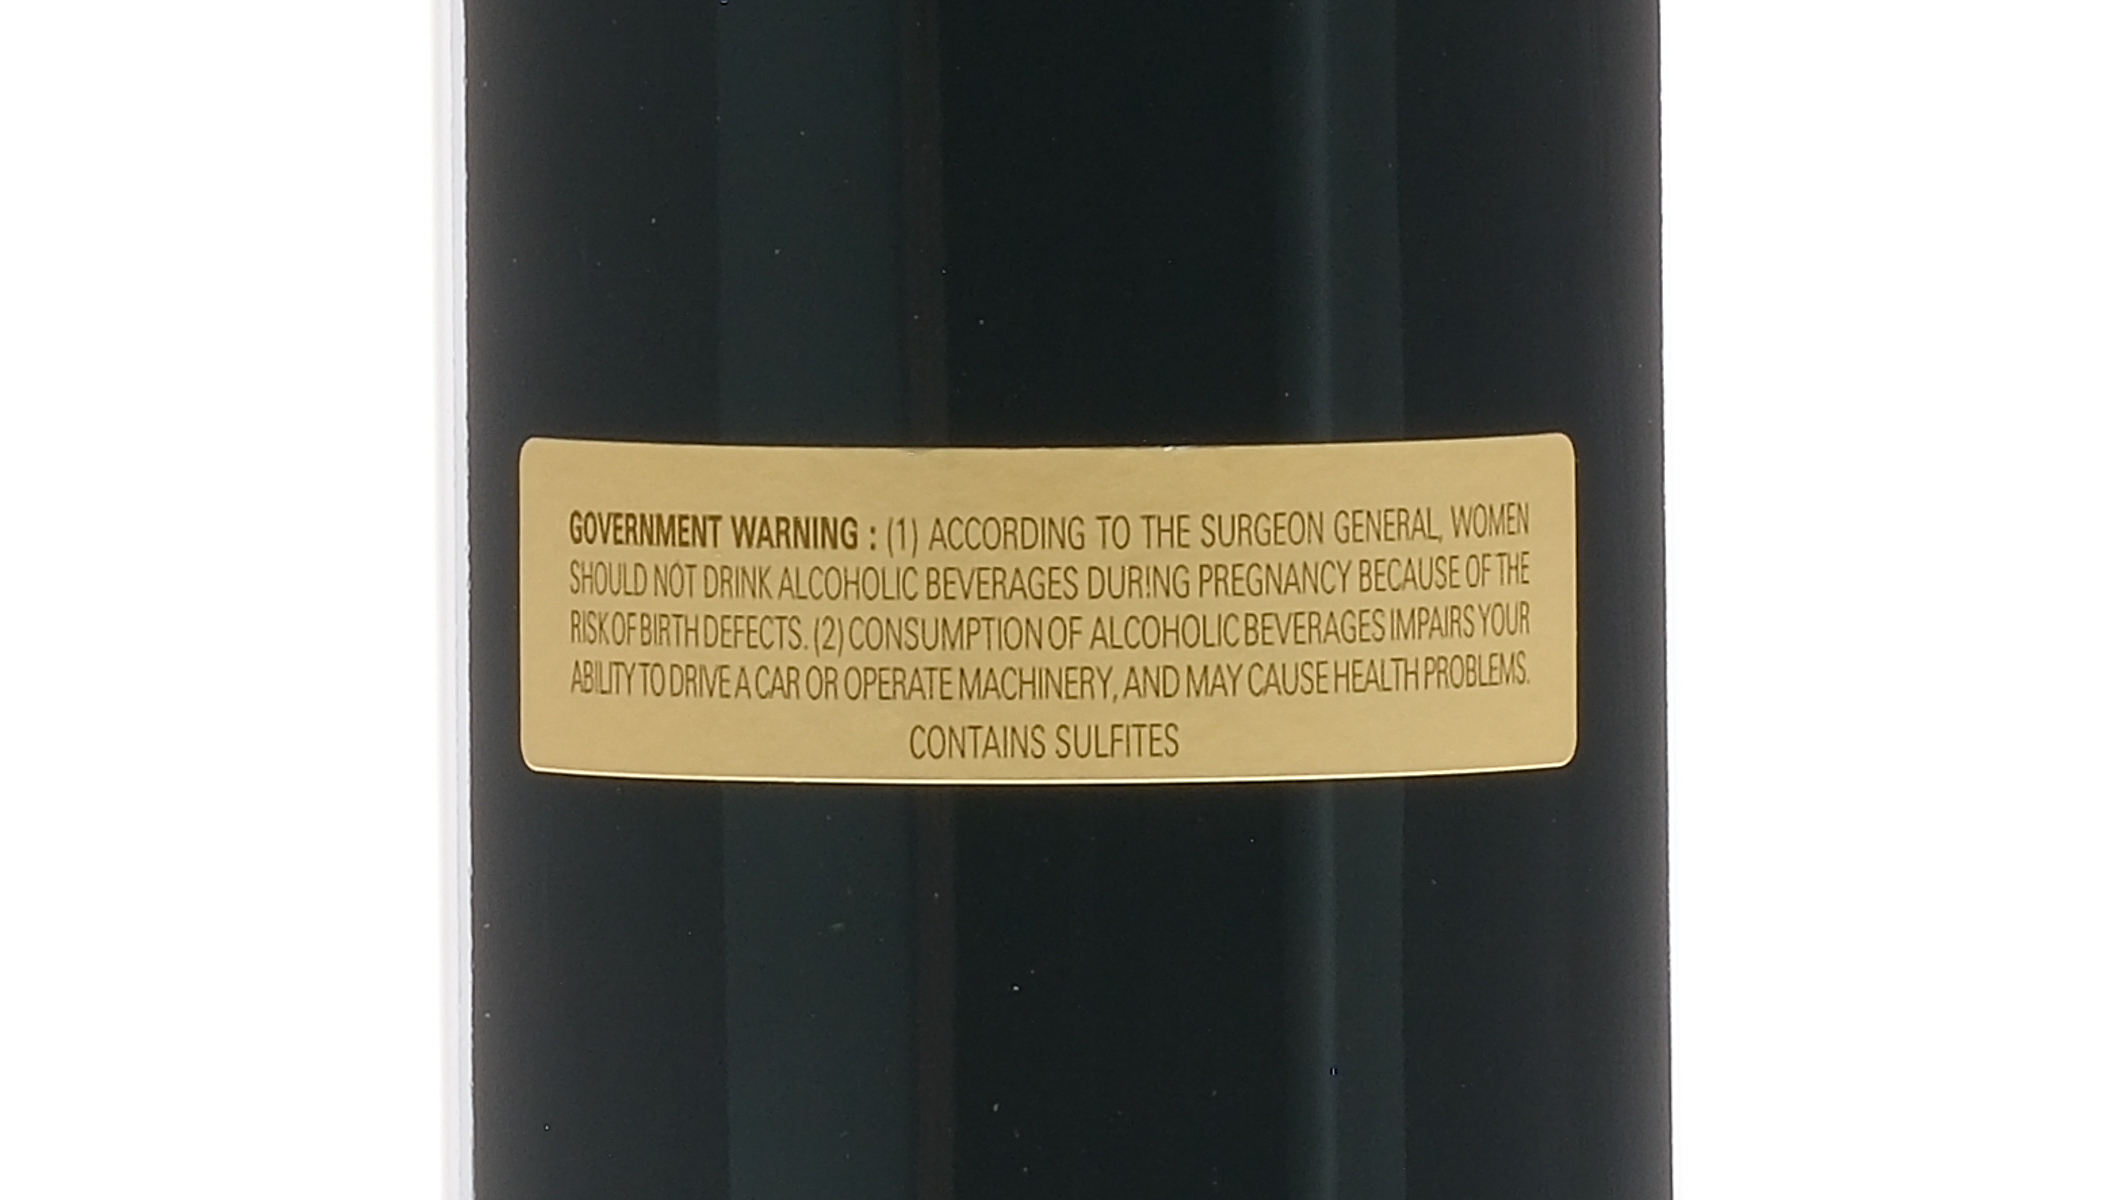 GOVERNMENT WARNING : (1) ACCORDING TO THE SURGEON GENERAL, WOMEN
SHOULD NOT DRINK ALCOHOLIC BEVERAGES DURING PREGNANCY BECAUSE OF THE
RISK OF BIRTH DEFECTS. (2) CONSUMPTION OF ALCOHOLIC BEVERAGES IMPAIRS YOUR
ABILITY TO DRIVE A CAR OR OPERATE MACHINERY, AND MAY CAUSE HEALTH PROBLEMS.
CONTAINS SULFITES